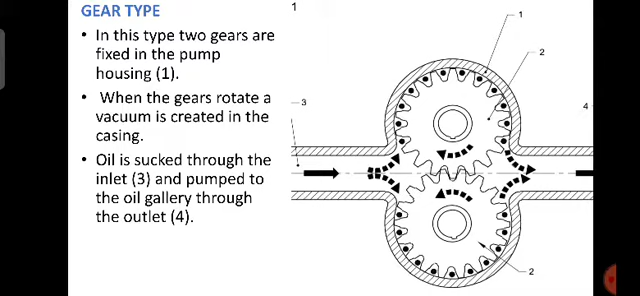 GEAR TYPE
• In this type two gears are
fixed in the pump
housing (1).
• When the gears rotate a
vacuum is created in the
casing.
• Oil is sucked through the
inlet (3) and pumped to
the oil gallery through
the outlet (4).
1
1
2
3
4
2